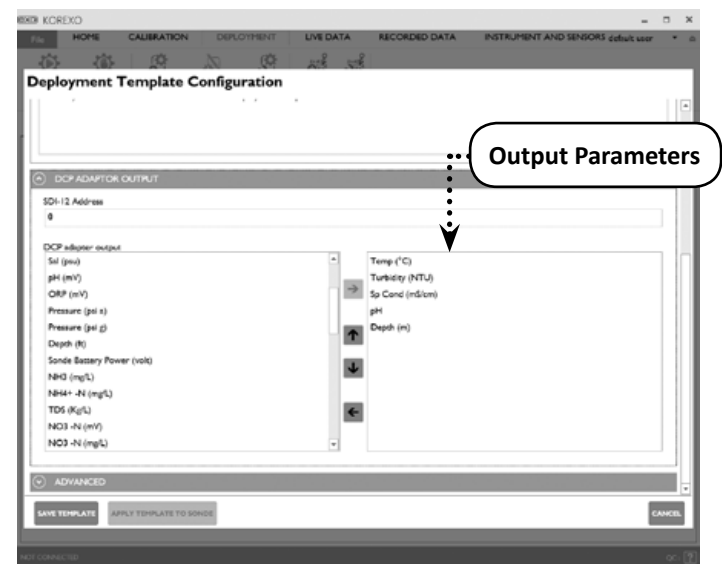 KOREXO
File HOME CALIBRATION DEPLOYMENT LIVE DATA RECORDED DATA INSTRUMENT AND SENSORS default user
Deployment Template Configuration
Output Parameters
DCP ADAPTOR OUTPUT
SDI-12 Address
0
DCP adapter output
Sal (psu)
pH (mV)
ORP (mV)
Pressure (psi a)
Pressure (psi g)
Depth (ft)
Sonde Battery Power (volt)
NH3 (mg/L)
NH4+ -N (mg/L)
TDS (Kg/L)
NO3 -N (mV)
NO3 -N (mg/L)
Temp (°C)
Turbidity (NTU)
Sp Cond (mS/cm)
pH
Depth (m)
ADVANCED
SAVE TEMPLATE APPLY TEMPLATE TO SONDE CANCEL
NOT CONNECTED